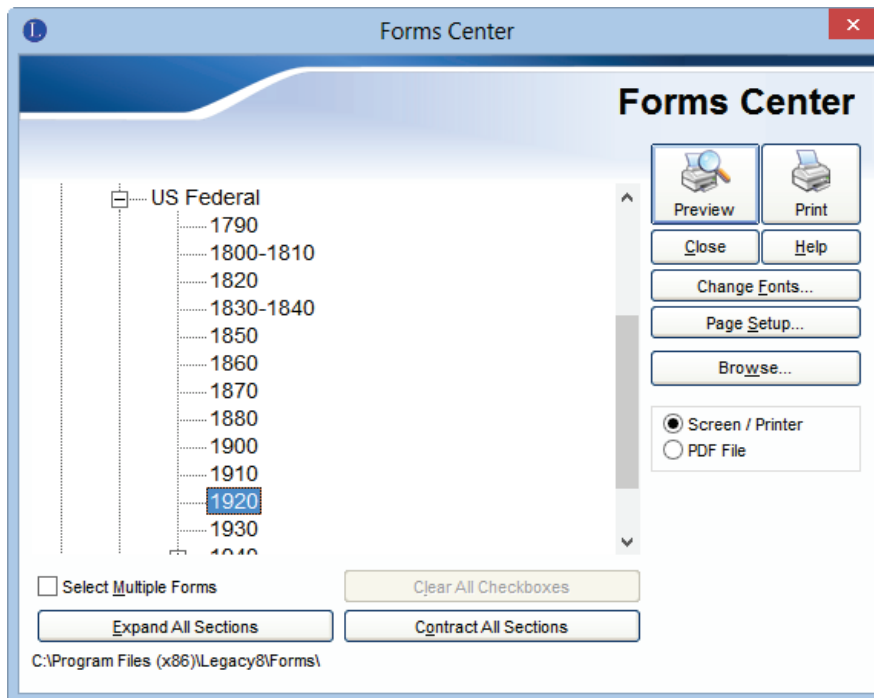 Forms Center
Forms Center
US Federal
1790
1800-1810
1820
1830-1840
1850
1860
1870
1880
1900
1910
1920
1930
1940
Preview
Print
Close
Help
Change Fonts...
Page Setup...
Browse...
Screen / Printer
PDF File
Select Multiple Forms
Clear All Checkboxes
Expand All Sections
Contract All Sections
C:\Program Files (x86)\Legacy8\Forms\